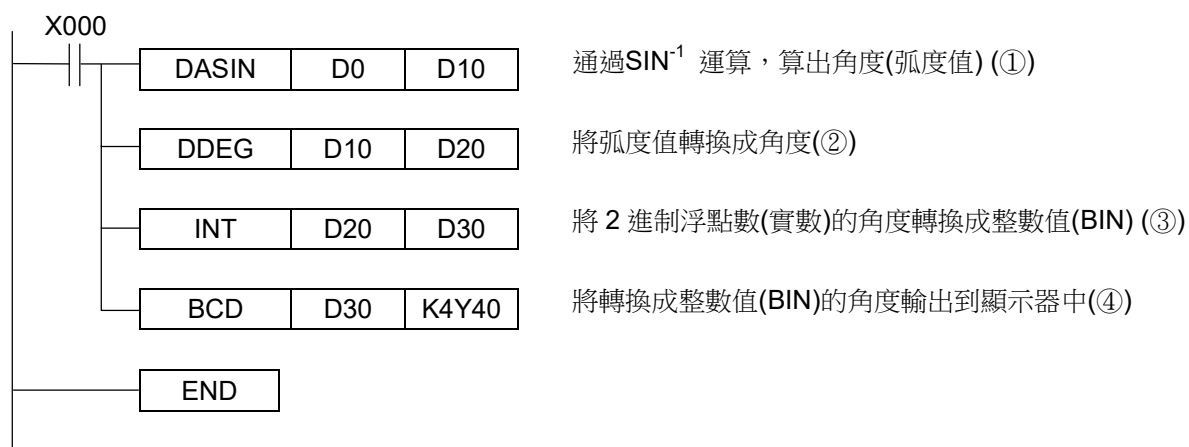 X000
DASIN D0 D10 通過SIN-1 運算，算出角度(弧度值) (①)
DDEG D10 D20 將弧度值轉換成角度(②)
INT D20 D30 將 2 進制浮點數(實數)的角度轉換成整數值(BIN) (③)
BCD D30 K4Y40 將轉換成整數值(BIN)的角度輸出到顯示器中(④)
END